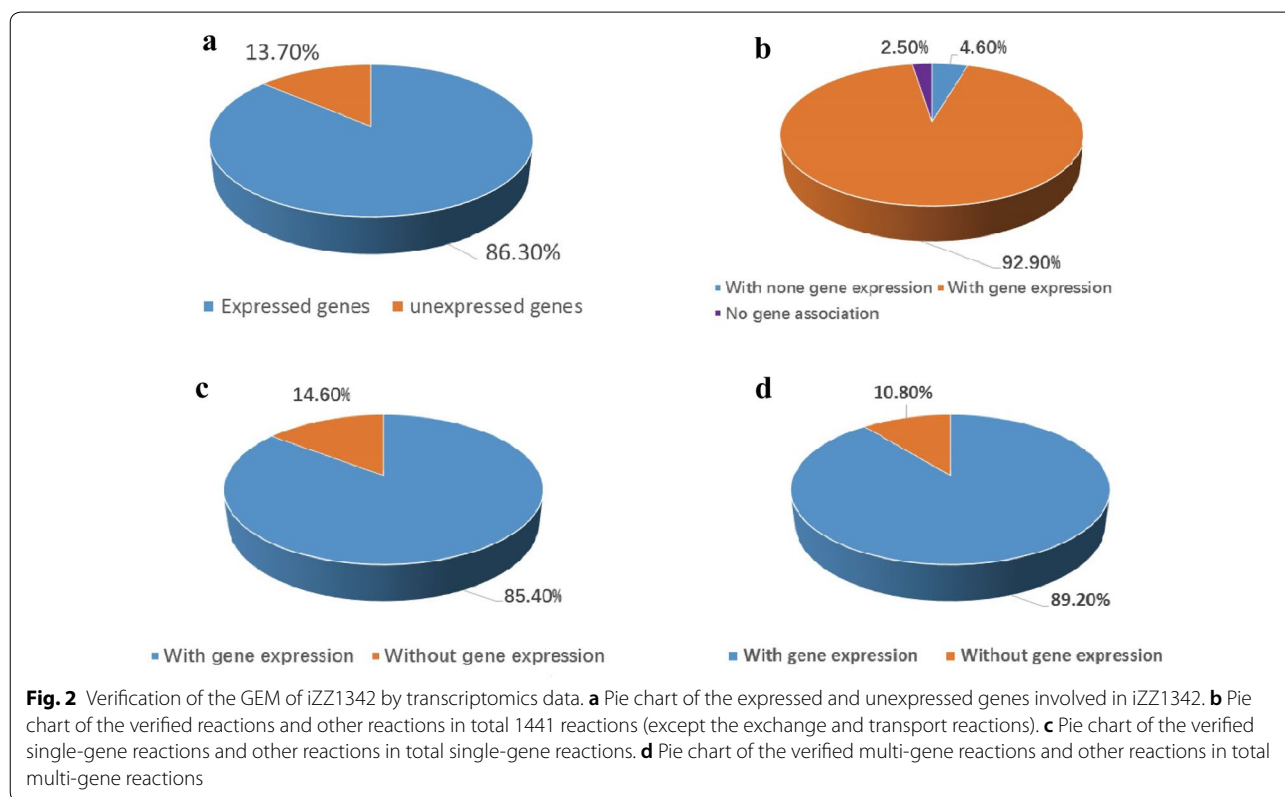 a
13.70%
86.30%
Expressed genes unexpressed genes
b
2.50% 4.60%
92.90%
With none gene expression With gene expression
No gene association
c
14.60%
85.40%
With gene expression Without gene expression
d
10.80%
89.20%
With gene expression Without gene expression
Fig. 2 Verification of the GEM of iZZ1342 by transcriptomics data. a Pie chart of the expressed and unexpressed genes involved in iZZ1342. b Pie
chart of the verified reactions and other reactions in total 1441 reactions (except the exchange and transport reactions). c Pie chart of the verified
single-gene reactions and other reactions in total single-gene reactions. d Pie chart of the verified multi-gene reactions and other reactions in total
multi-gene reactions